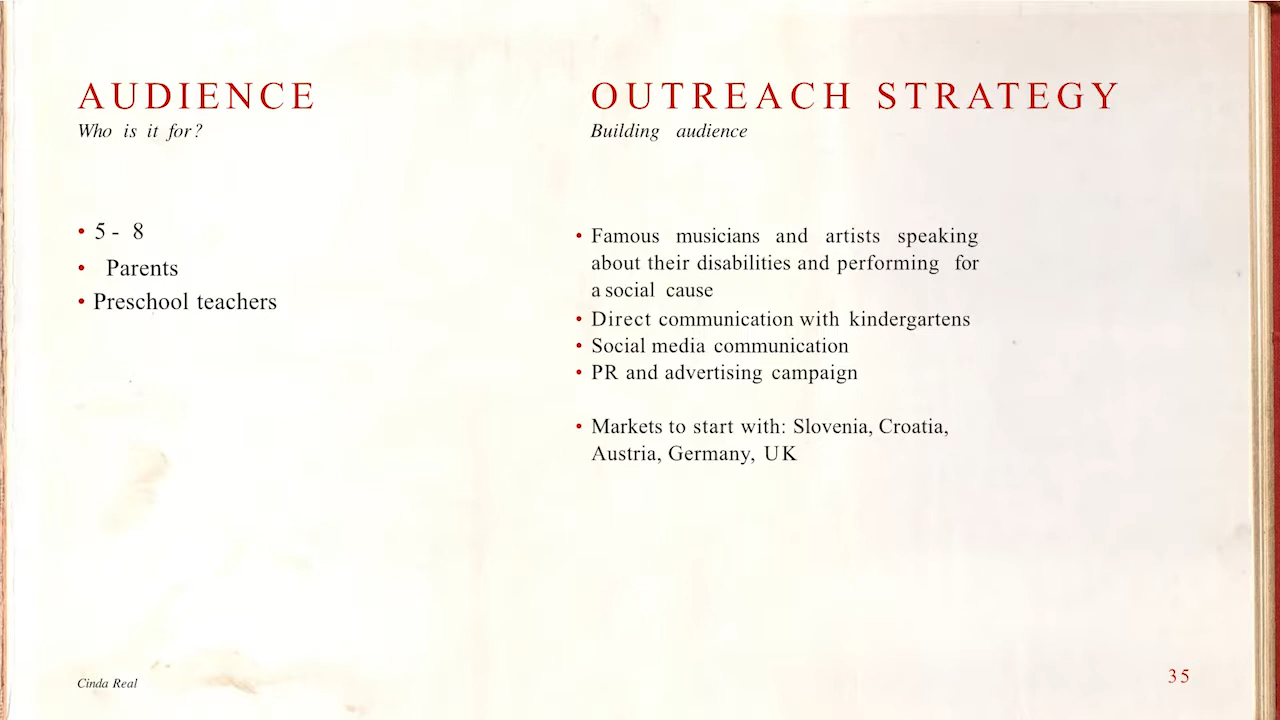 AUDIENCE
Who is it for?
• 5 - 8
• Parents
• Preschool teachers
OUTREACH STRATEGY
Building audience
• Famous musicians and artists speaking
about their disabilities and performing for
a social cause
• Direct communication with kindergartens
• Social media communication
• PR and advertising campaign
• Markets to start with: Slovenia, Croatia,
Austria, Germany, UK
Cinda Real
35